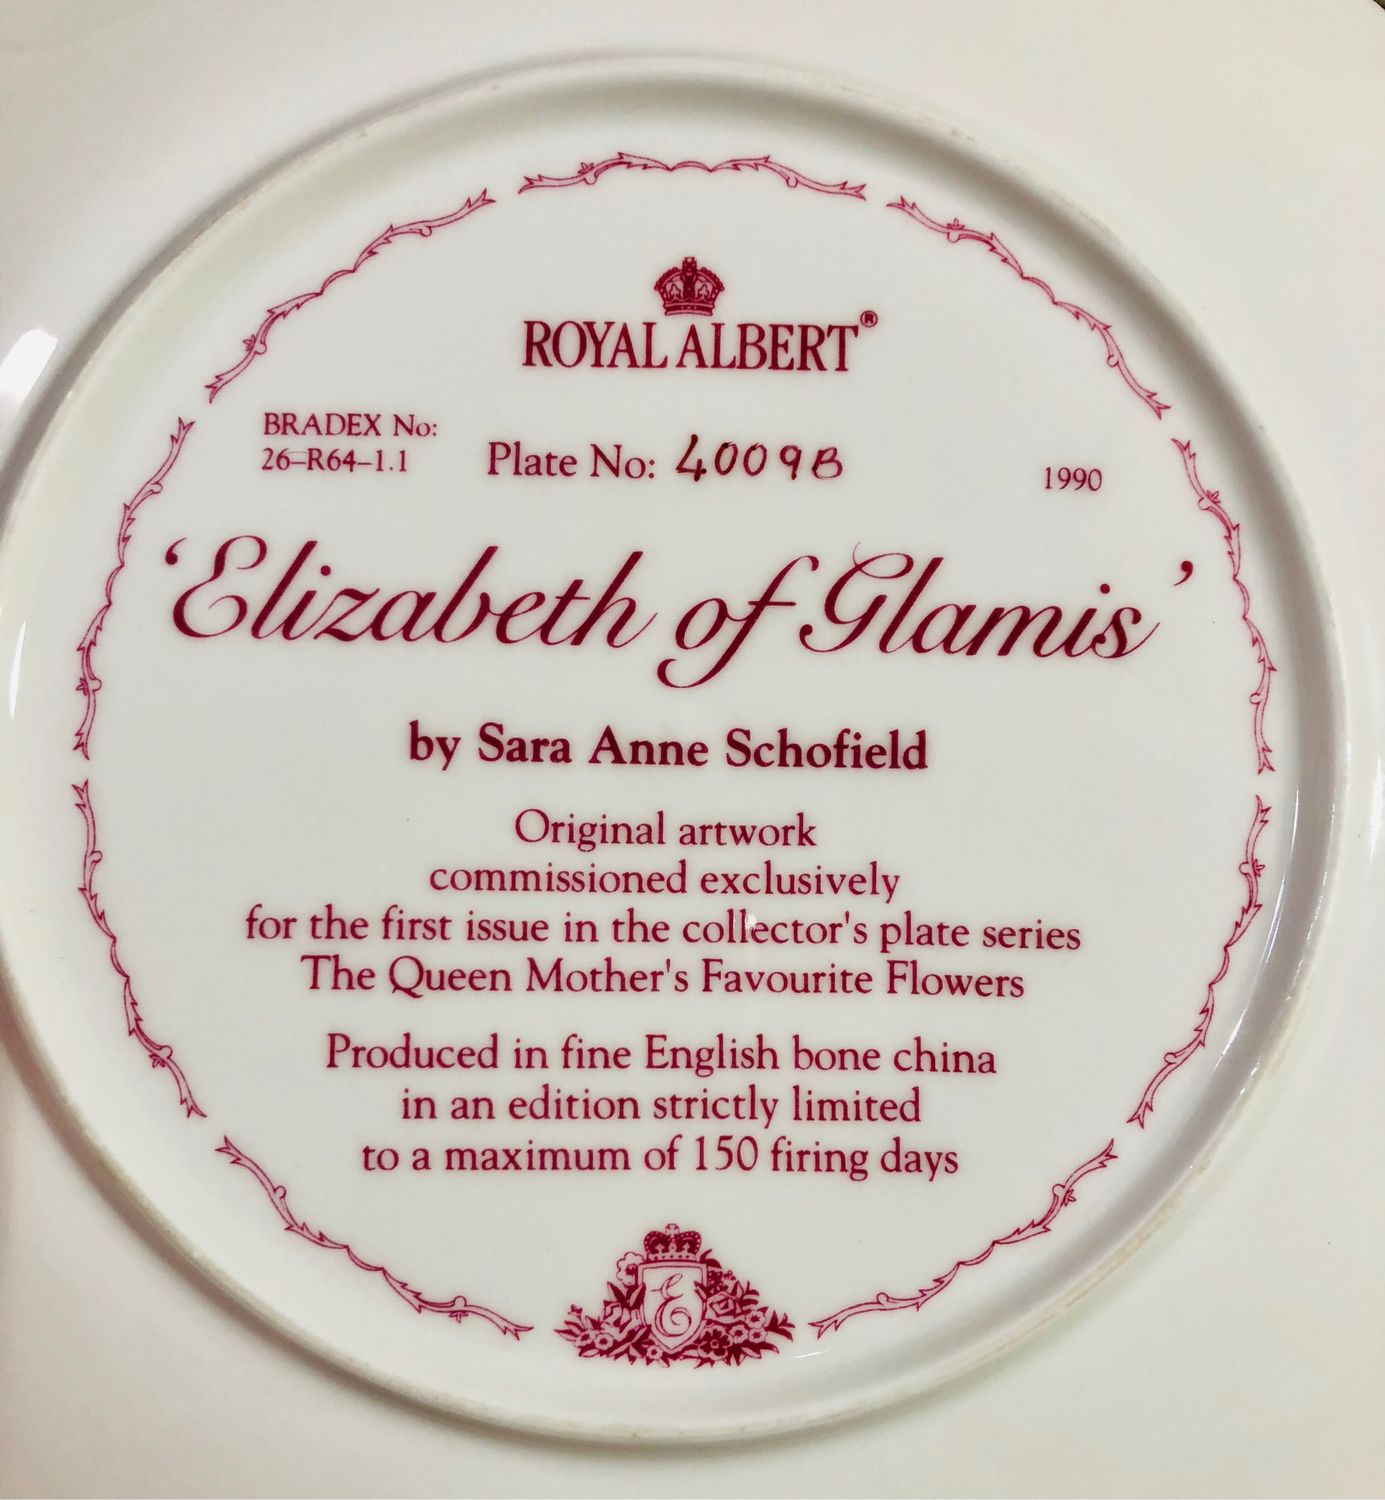 ROYAL ALBERT®
BRADEX No:
26–R64–1.1
Plate No: 4009B
1990
‘Elizabeth of Glamis’
by Sara Anne Schofield
Original artwork
commissioned exclusively
for the first issue in the collector's plate series
The Queen Mother's Favourite Flowers
Produced in fine English bone china
in an edition strictly limited
to a maximum of 150 firing days
E